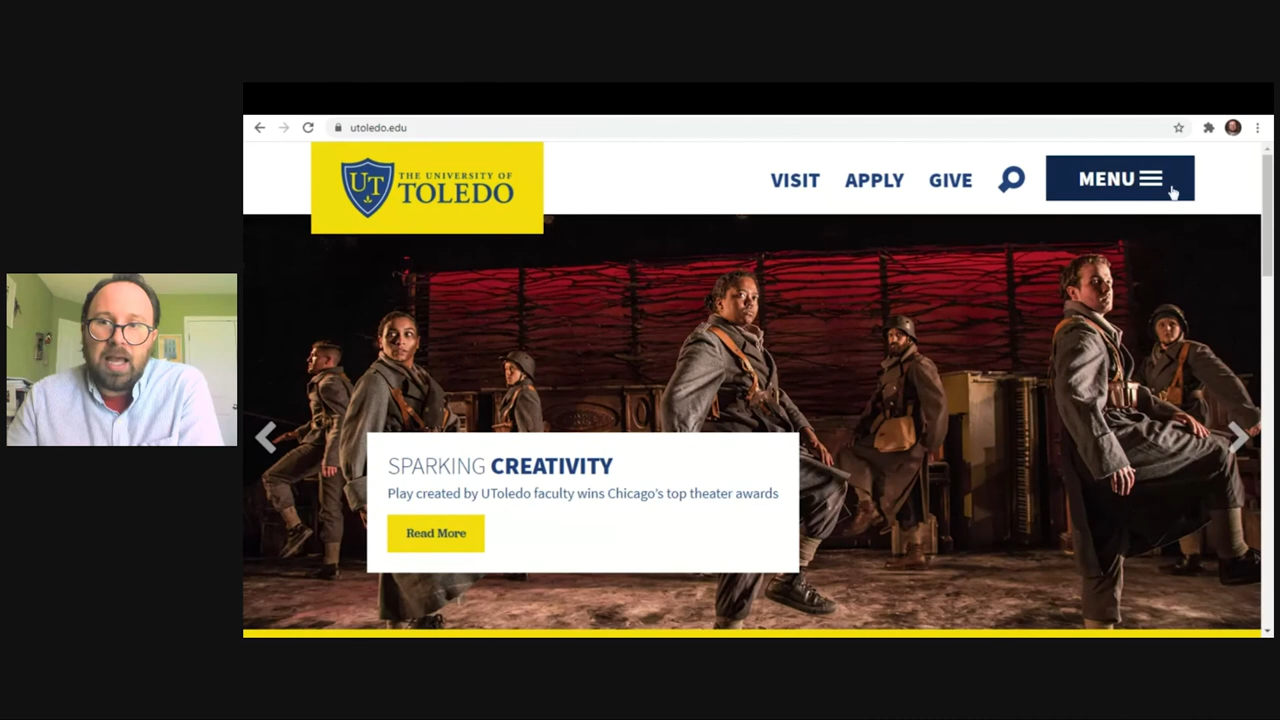 utoledo.edu
UT
THE UNIVERSITY OF
TOLEDO
VISIT APPLY GIVE MENU
SPARKING CREATIVITY
Play created by UToledo faculty wins Chicago's top theater awards
Read More